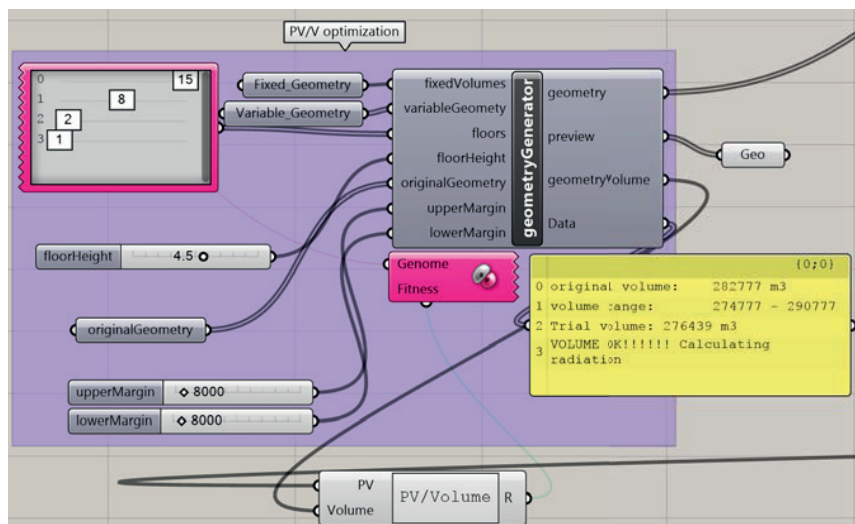 PV/V optimization
0 15
1 8
2 2
3 1
Fixed_Geometry
Variable_Geometry
fixedVolumes
variableGeomety
floors
floorHeight
originalGeometry
upperMargin
lowerMargin
geometryGenerator
geometry
preview
geometryVolume
Data
Geo
floorHeight 4.5
originalGeometry
upperMargin 8000
lowerMargin 8000
Genome
Fitness
{0;0}
0 original volume: 282777 m3
1 volume range: 274777 - 290777
2 Trial volume: 276439 m3
3 VOLUME OK!!!!!! Calculating
radiation
PV
Volume
PV/Volume
R